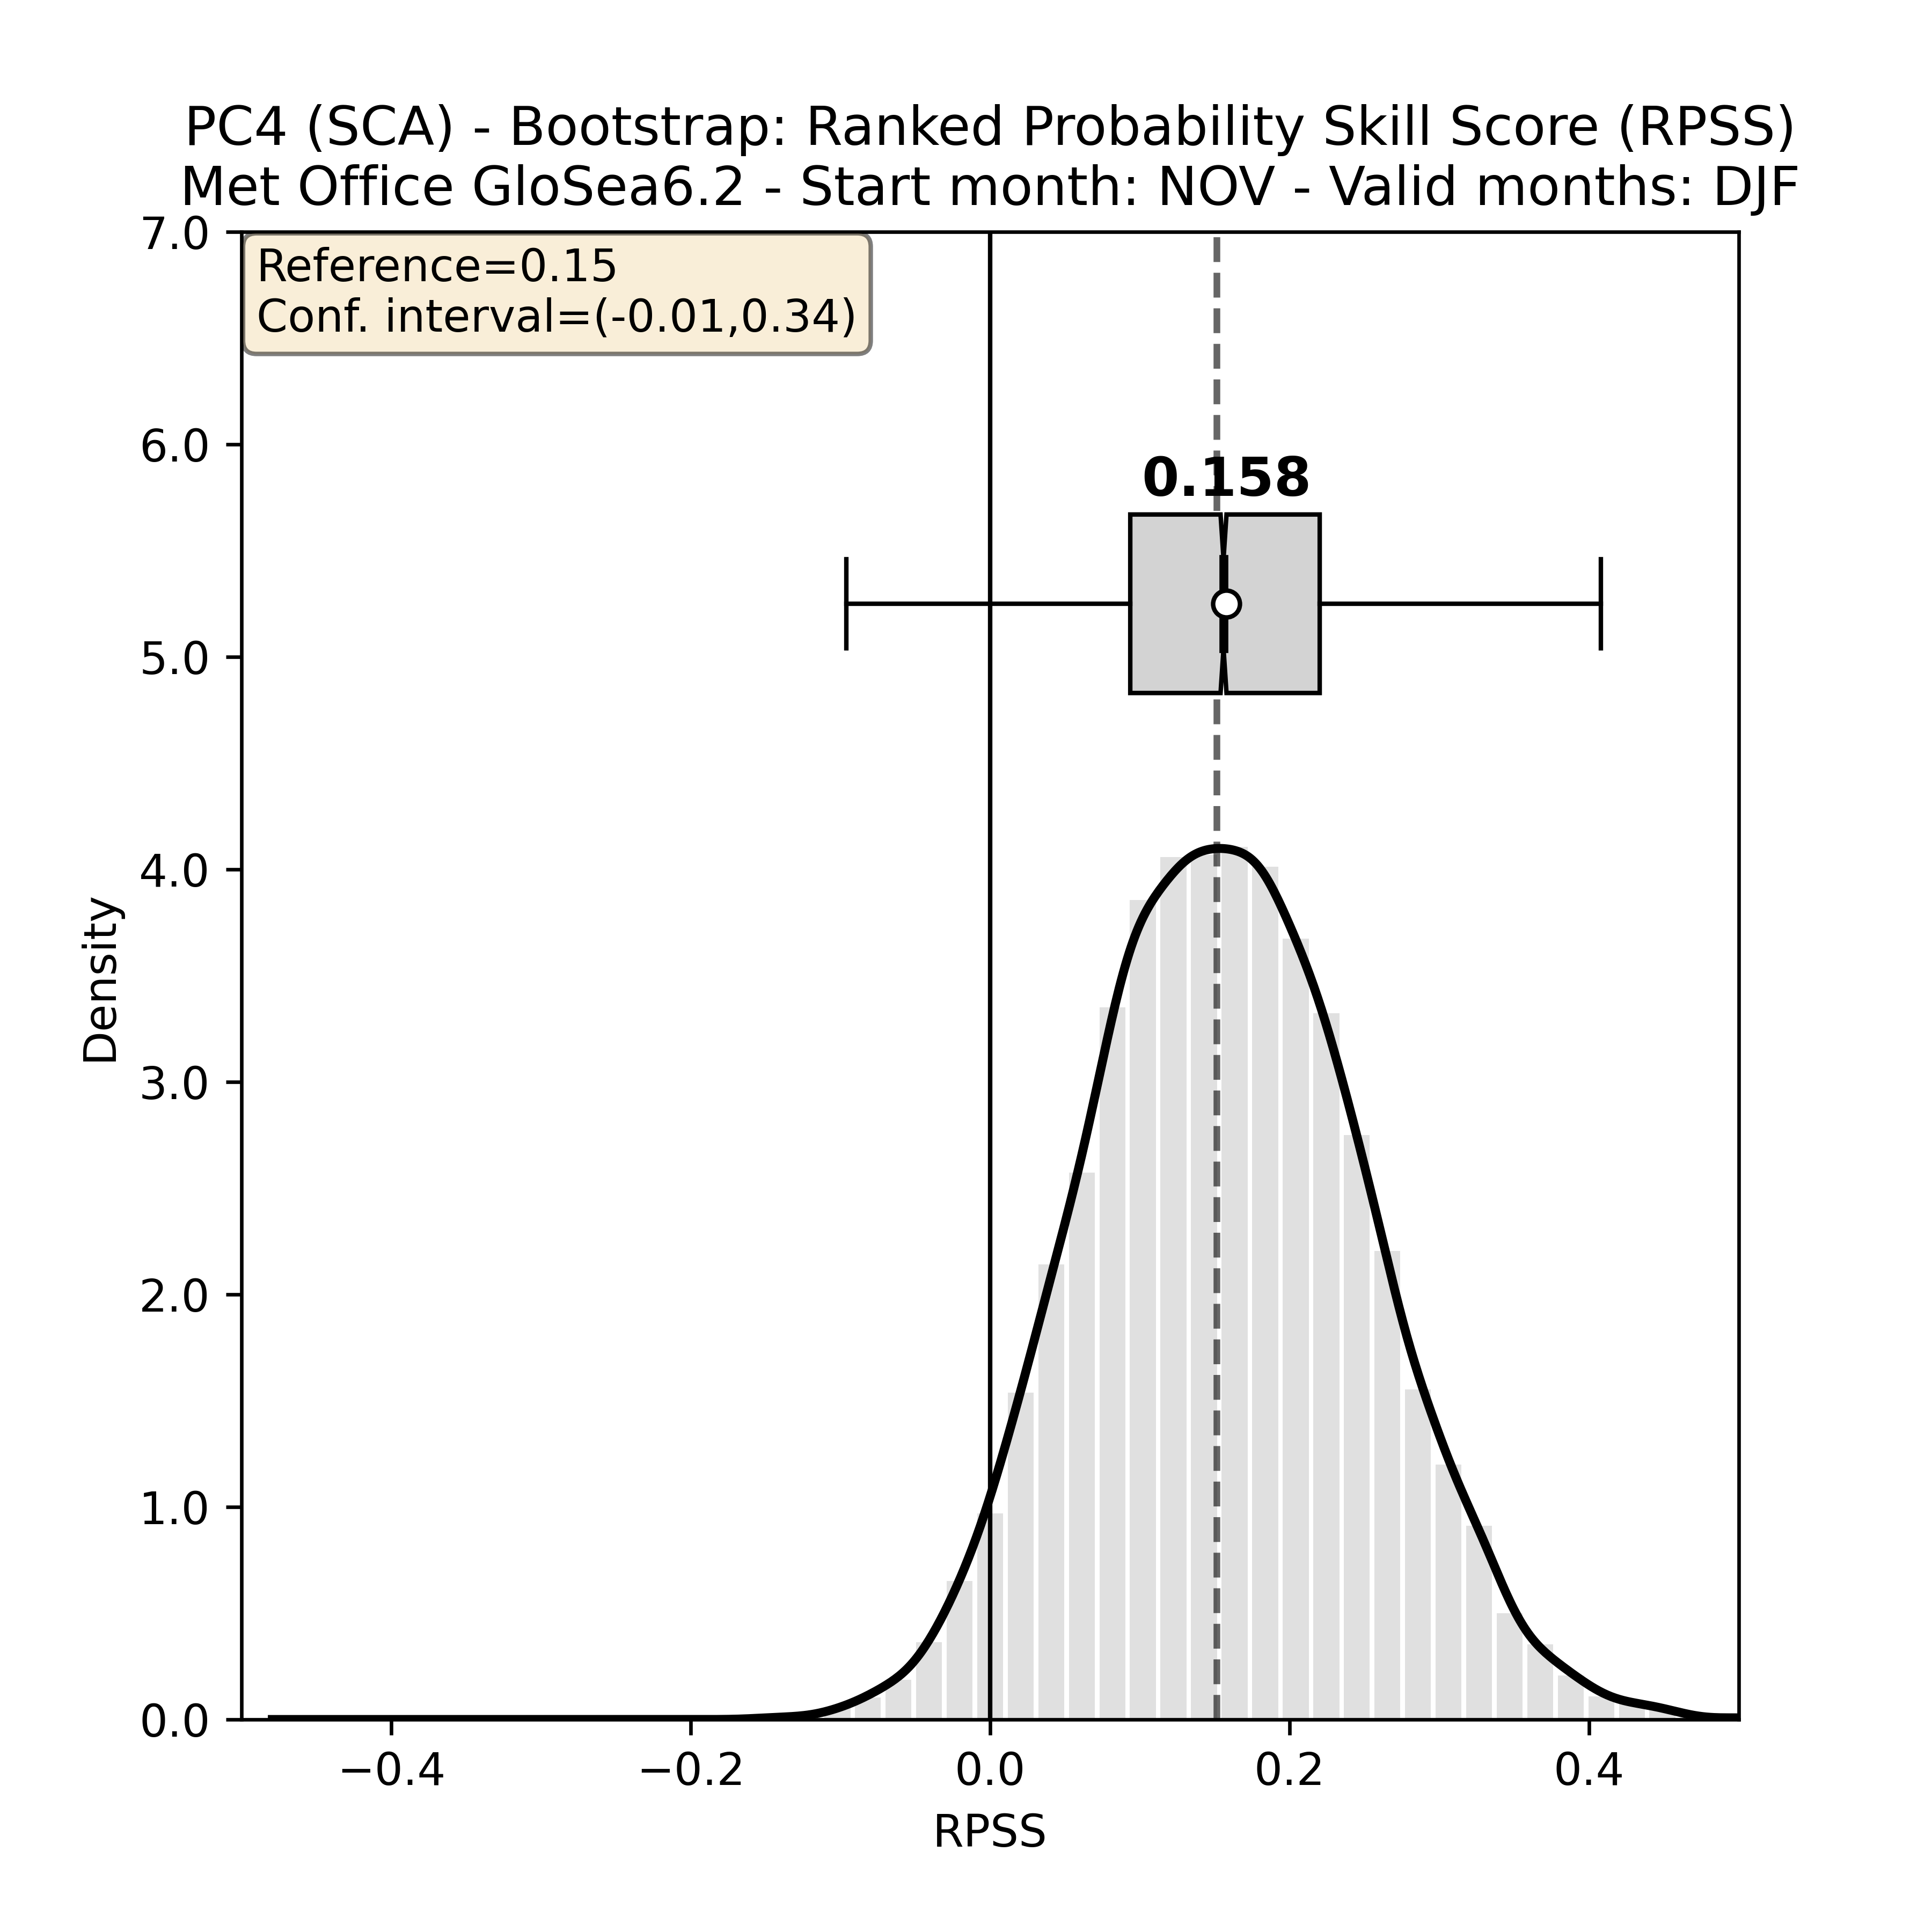 PC4 (SCA) - Bootstrap: Ranked Probability Skill Score (RPSS)
Met Office GloSea6.2 - Start month: NOV - Valid months: DJF
Reference=0.15
Conf. interval=(-0.01,0.34)
7.0
6.0
0.158
5.0
4.0
Density
3.0
2.0
1.0
0.0
−0.4
−0.2
0.0
0.2
0.4
RPSS